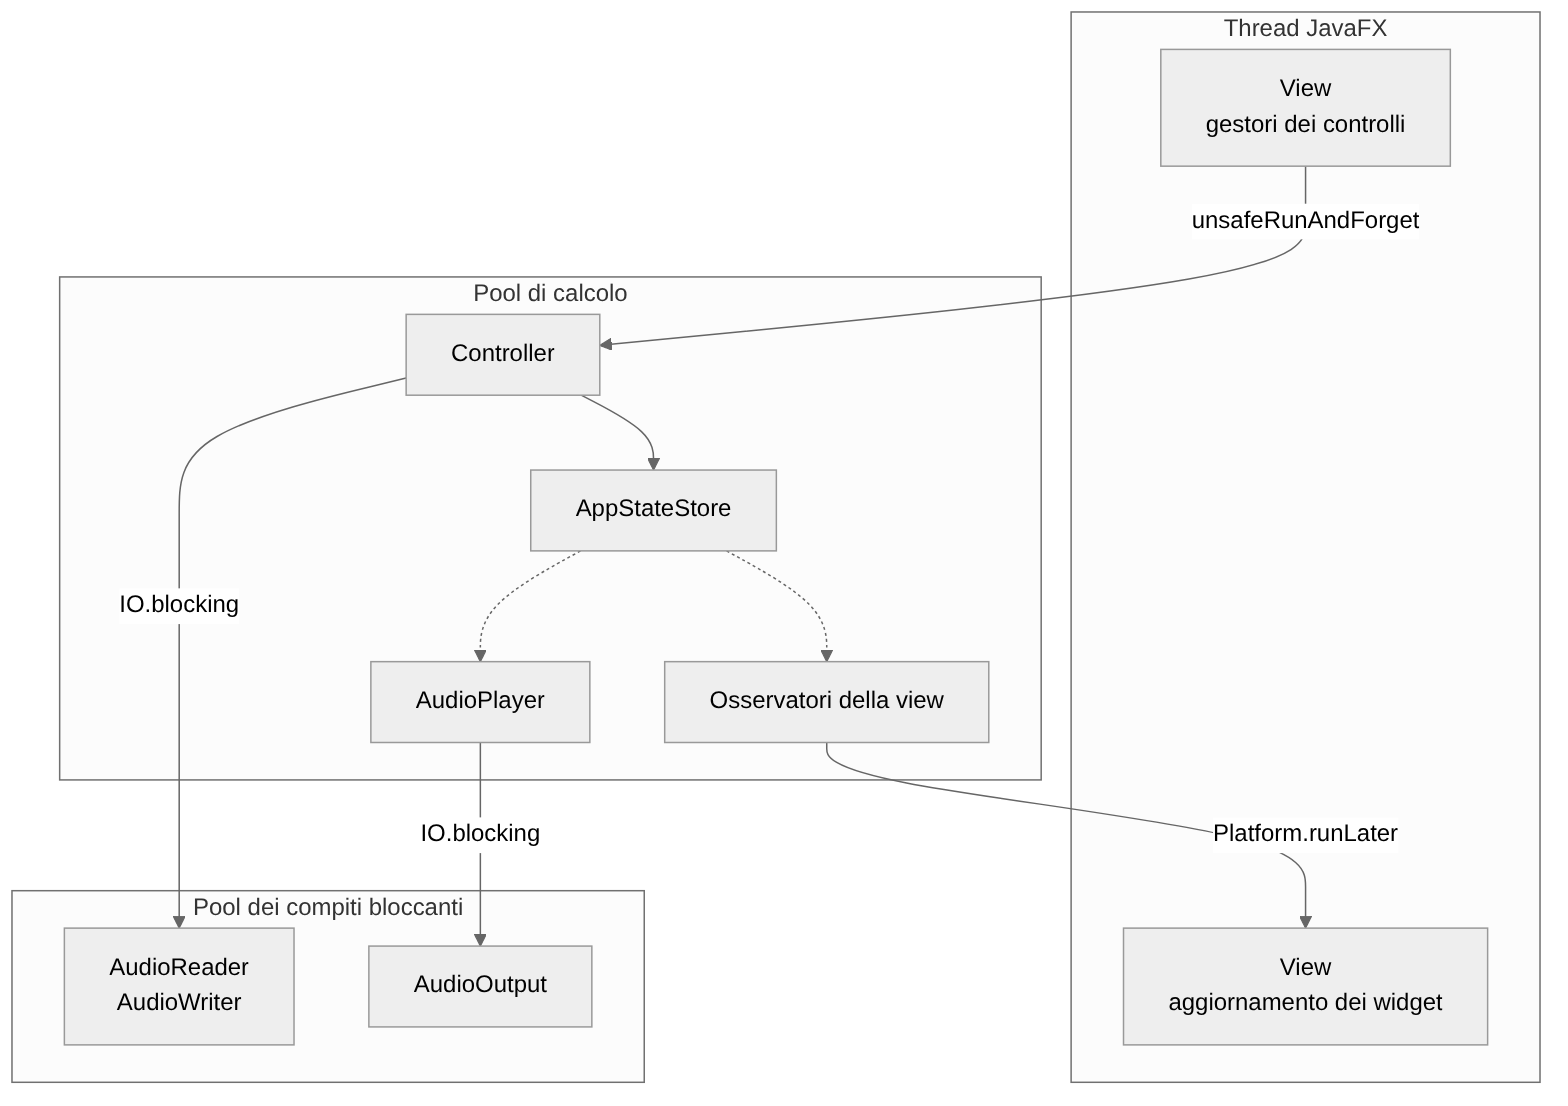 Thread JavaFX
View
gestori dei controlli
unsafeRunAndForget
Pool di calcolo
Controller
AppStateStore
IO.blocking
AudioPlayer
Osservatori della view
IO.blocking
Platform.runLater
Pool dei compiti bloccanti
AudioReader
AudioWriter
AudioOutput
View
aggiornamento dei widget